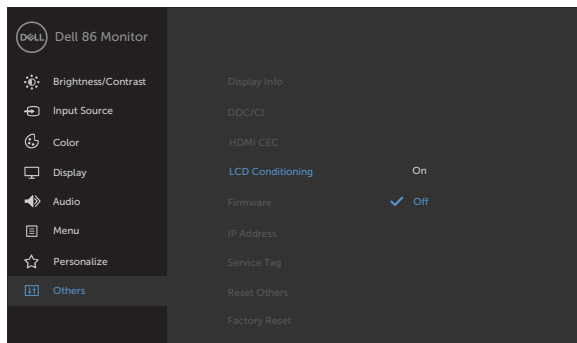 DELL Dell 86 Monitor
Brightness/Contrast
Display Info
Input Source
DDC/CI
Color
HDMI CEC
Display
LCD Conditioning On
Audio
Firmware Off
Menu
IP Address
Personalize
Service Tag
Others
Reset Others
Factory Reset